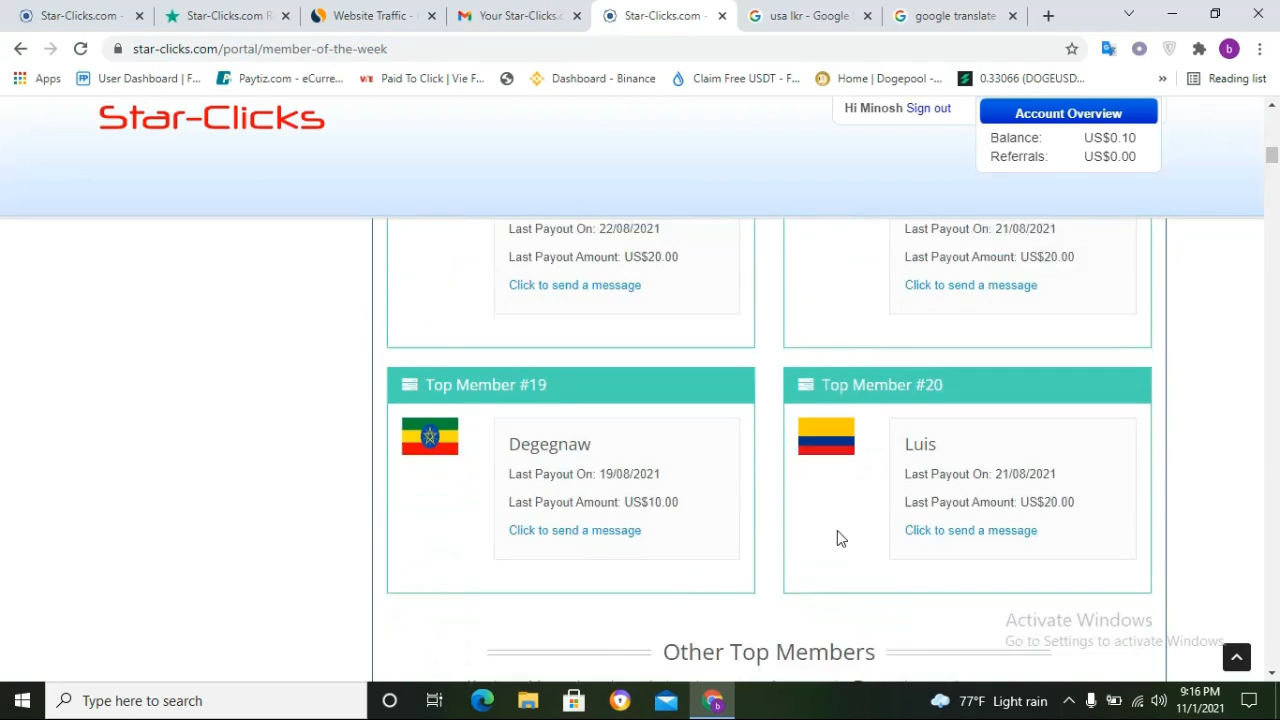 Star-Clicks.com -
Star-Clicks.com R
Website Traffic -
Your Star-Clicks.c
Star-Clicks.com -
usa lkr - Google
google translate
star-clicks.com/portal/member-of-the-week
b
Apps
User Dashboard | F...
Paytiz.com - eCurre...
Paid To Click | Vie F...
Dashboard - Binance
Claim Free USDT - F...
Home | Dogepool -...
0.33066 (DOGEUSD...
»
Reading list
Star-Clicks
Hi Minosh Sign out
Account Overview
Balance: US$0.10
Referrals: US$0.00
Last Payout On: 22/08/2021
Last Payout Amount: US$20.00
Click to send a message
Last Payout On: 21/08/2021
Last Payout Amount: US$20.00
Click to send a message
Top Member #19
Degegnaw
Last Payout On: 19/08/2021
Last Payout Amount: US$10.00
Click to send a message
Top Member #20
Luis
Last Payout On: 21/08/2021
Last Payout Amount: US$20.00
Click to send a message
Other Top Members
Activate Windows
Go to Settings to activate Windows.
Type here to search
77°F Light rain
9:16 PM
11/1/2021